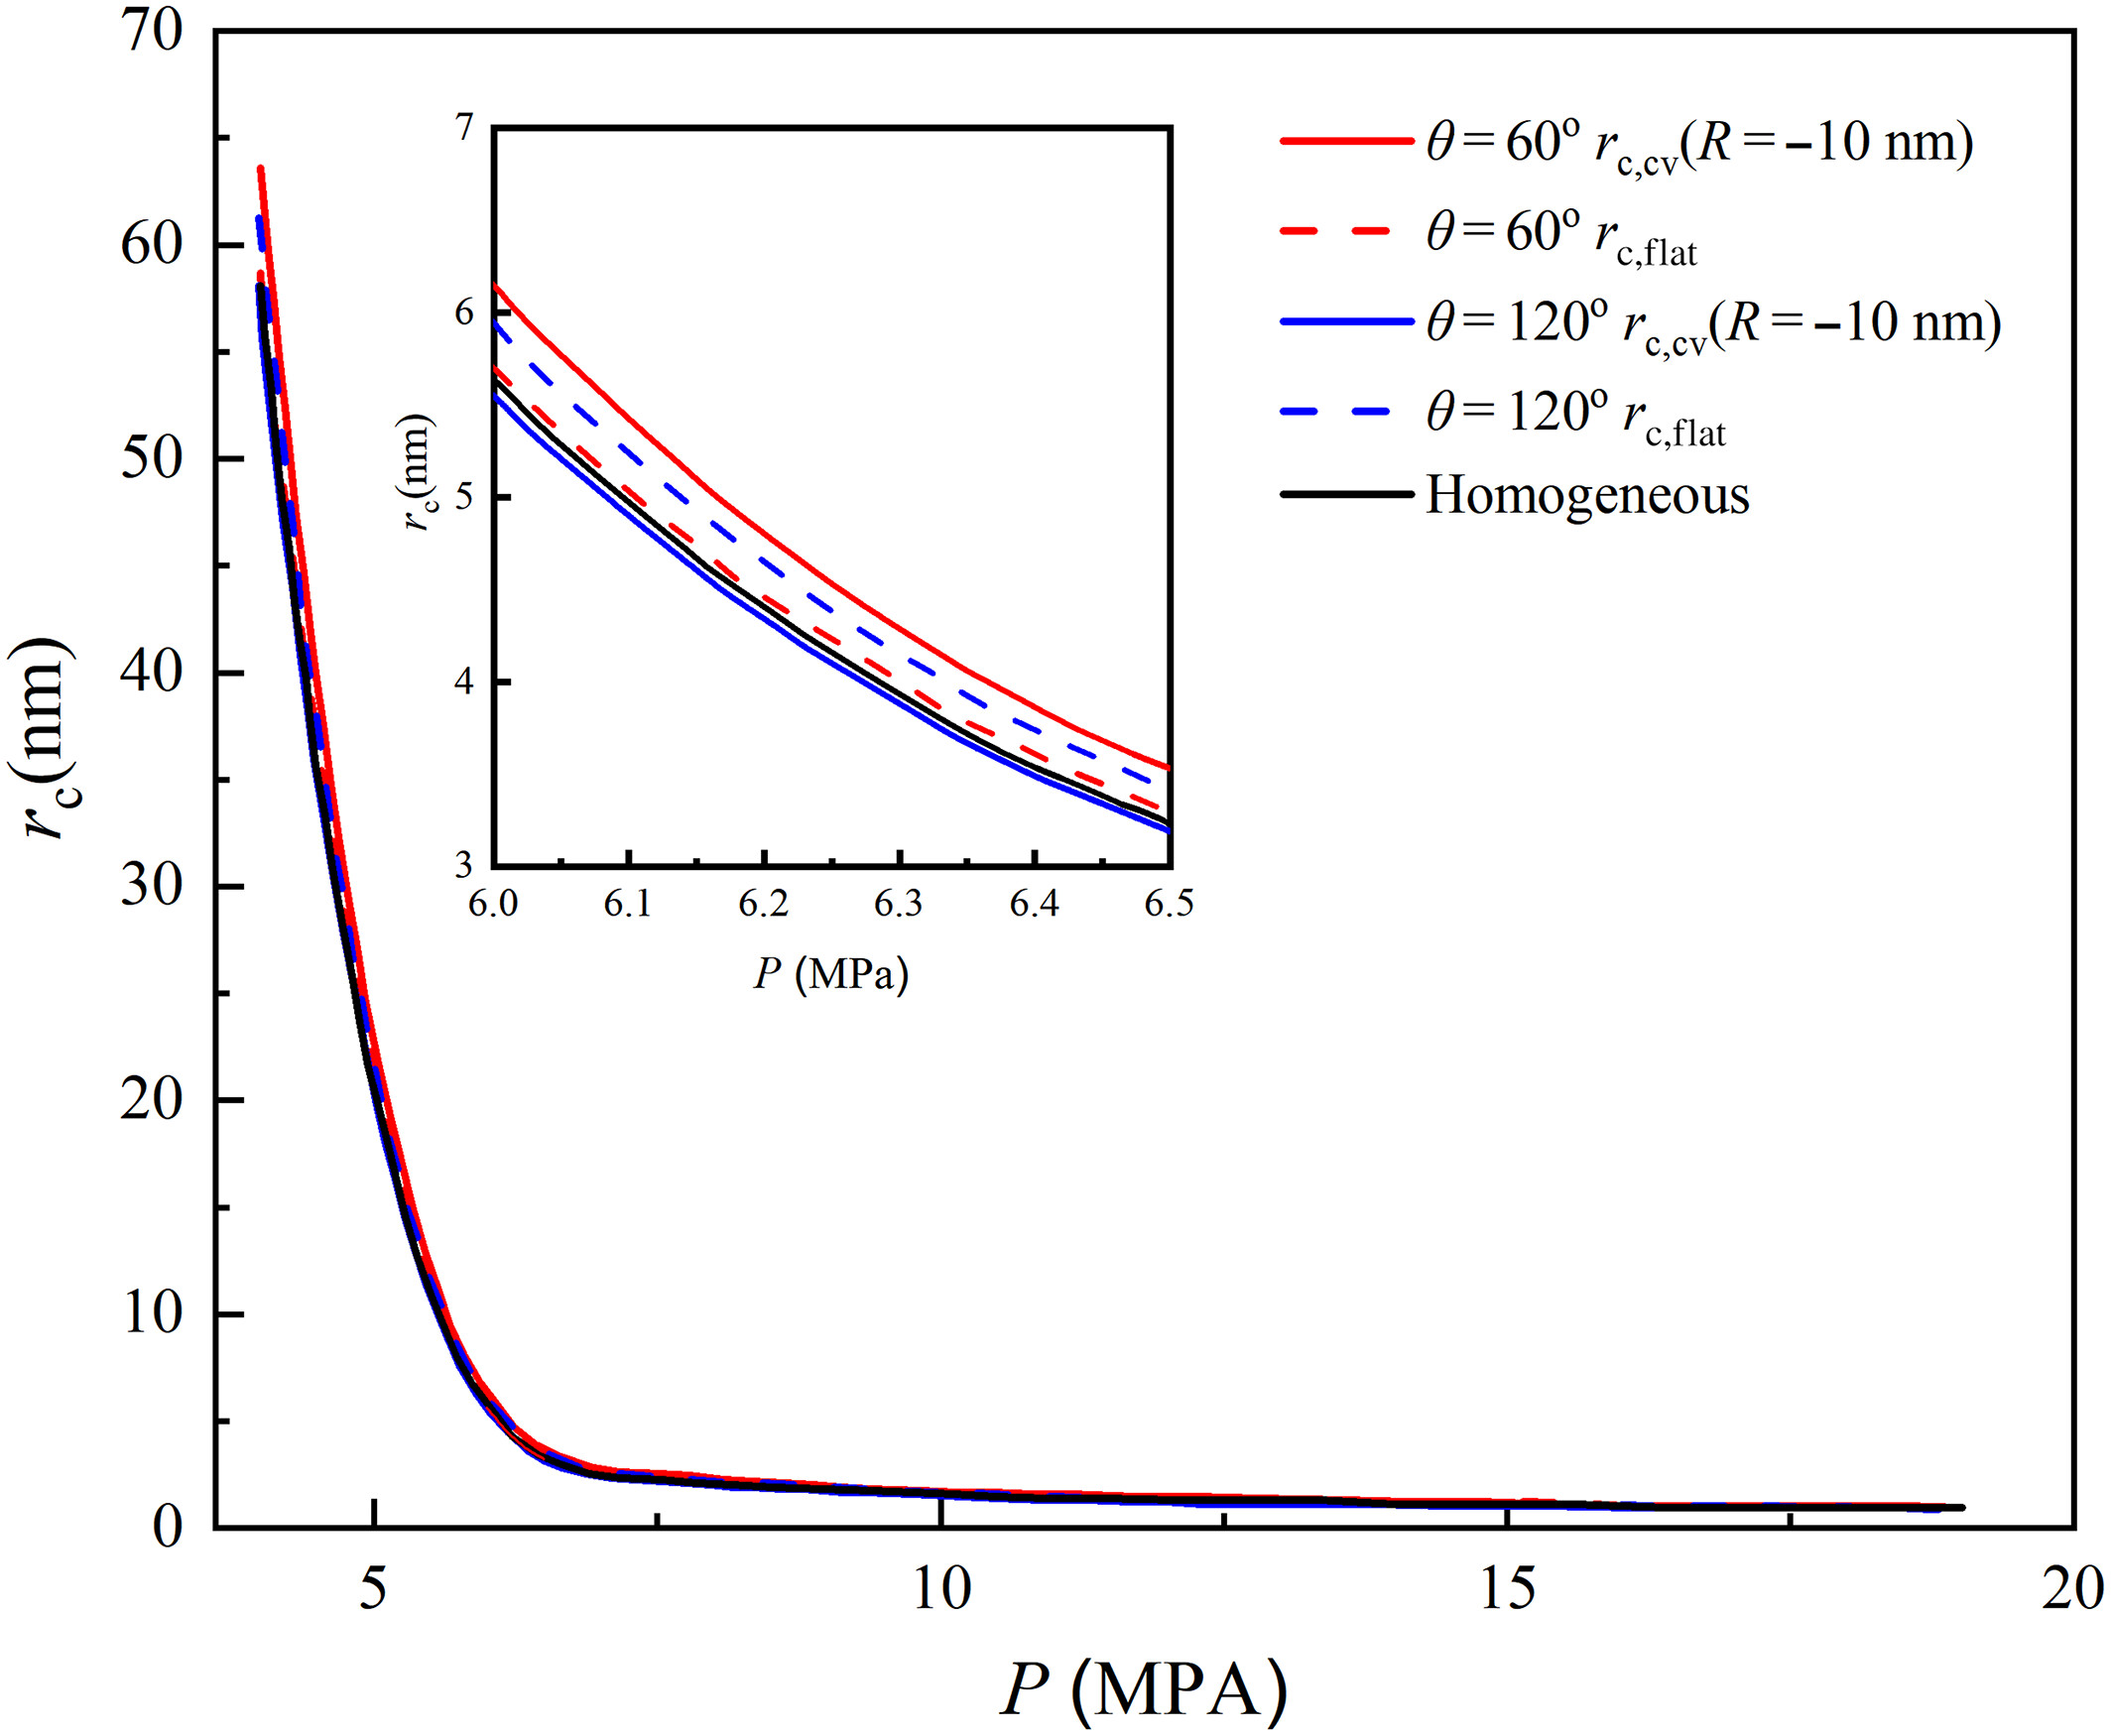 70
60
50
40
30
20
10
0
r_c(nm)
5
10
15
20
P (MPA)
7
6
5
4
3
r_c(nm)
6.0
6.1
6.2
6.3
6.4
6.5
P (MPa)
θ = 60° r_c,cv(R = −10 nm)
θ = 60° r_c,flat
θ = 120° r_c,cv(R = −10 nm)
θ = 120° r_c,flat
Homogeneous